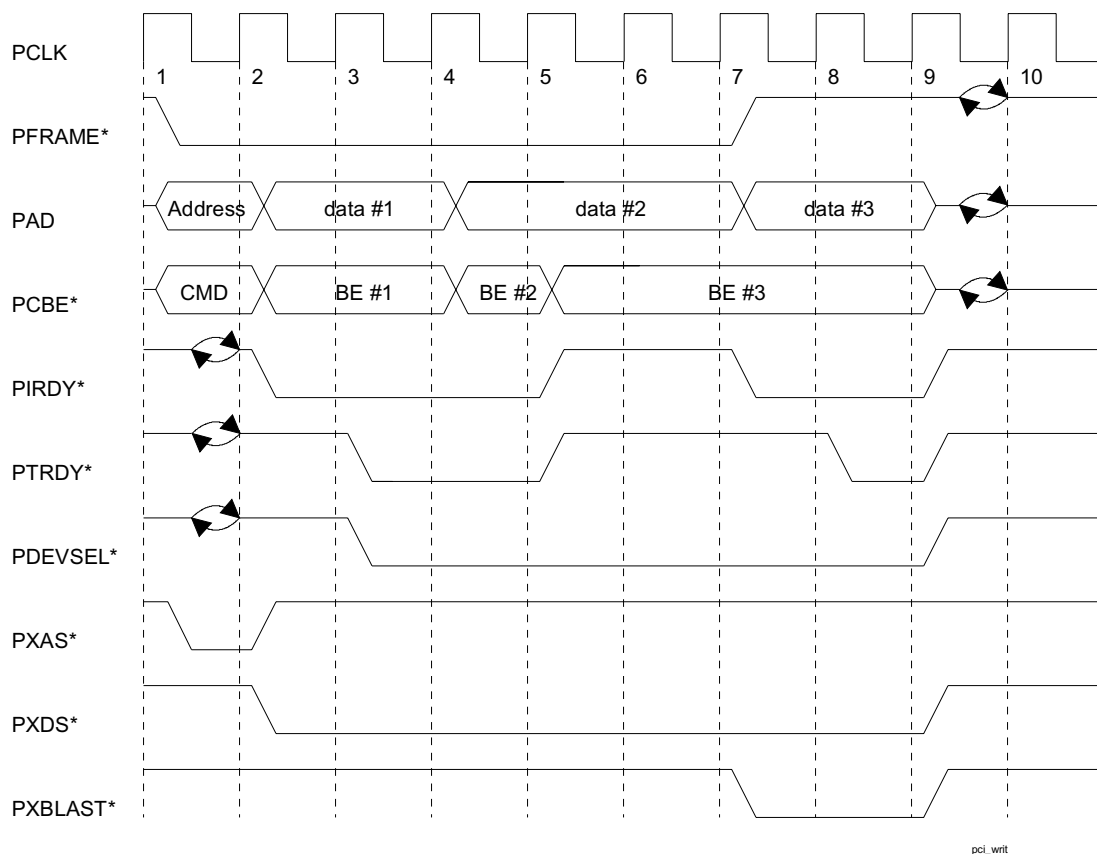 PCLK
1 2 3 4 5 6 7 8 9 10
PFRAME*
PAD
Address data #1 data #2 data #3
PCBE*
CMD BE #1 BE #2 BE #3
PIRDY*
PTRDY*
PDEVSEL*
PXAS*
PXDS*
PXBLAST*
pci_writ